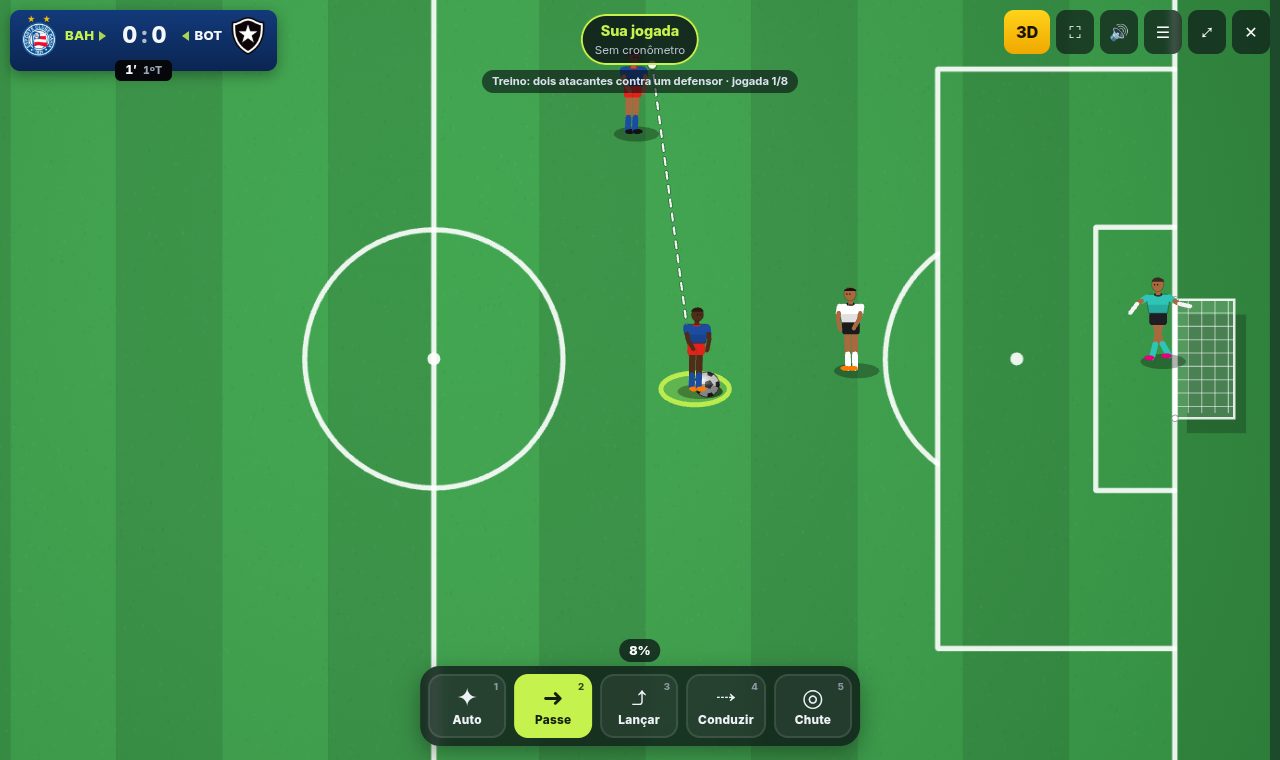 BAH 0:0 BOT
1' 1ºT
Sua jogada
Sem cronômetro
Treino: dois atacantes contra um defensor · jogada 1/8
3D
8%
1 2 3 4 5
Auto Passe Lançar Conduzir Chute